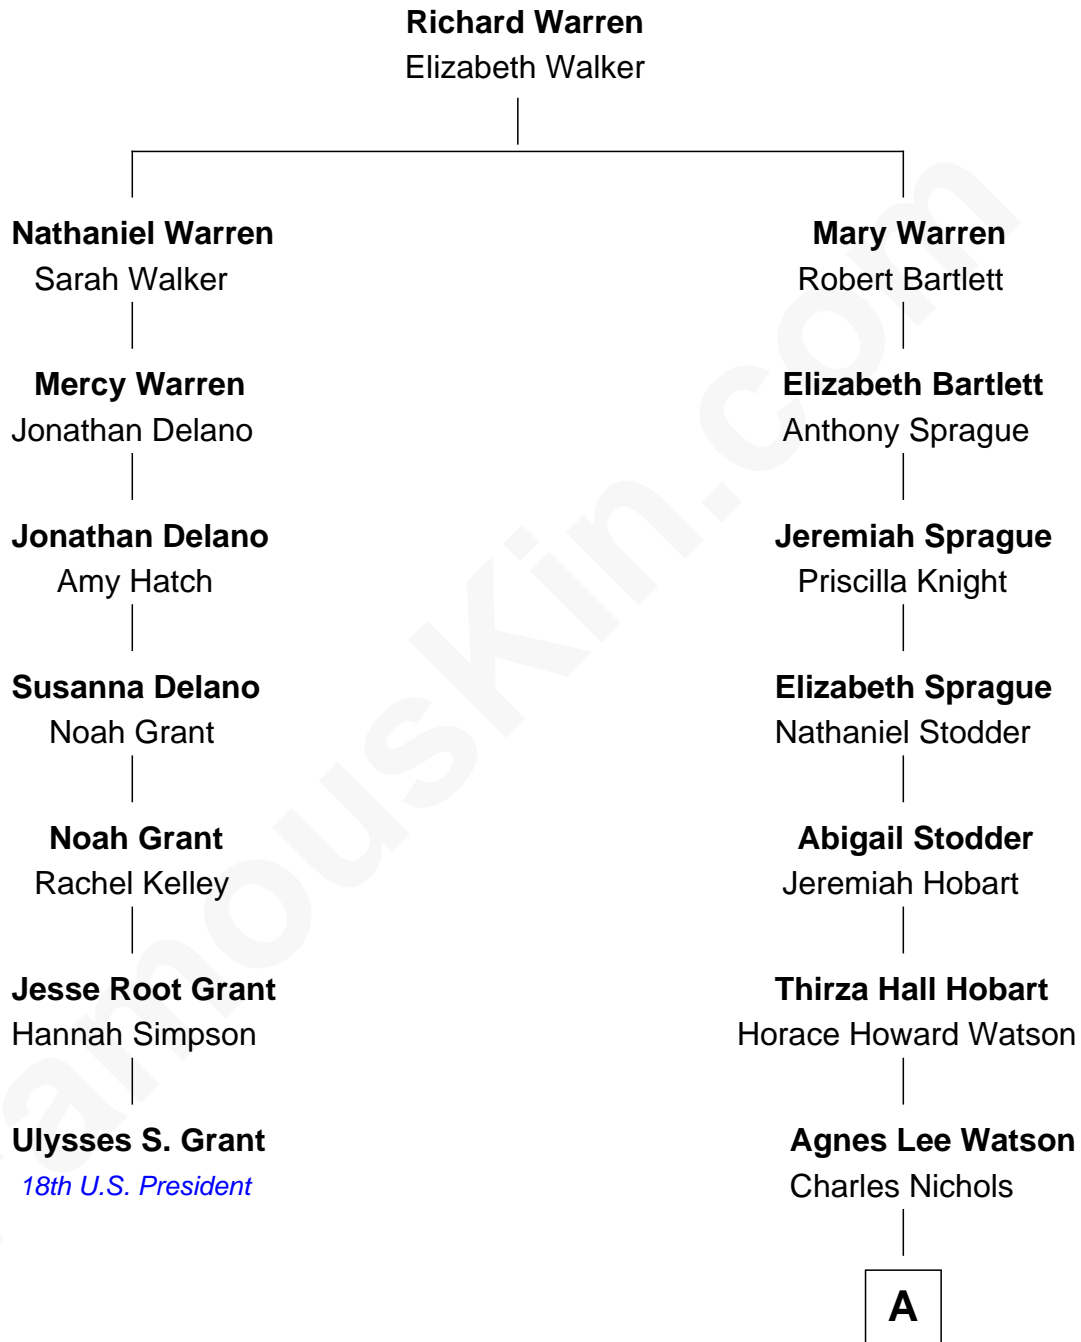 Richard Warren
Elizabeth Walker
Nathaniel Warren
Sarah Walker
Mercy Warren
Jonathan Delano
Jonathan Delano
Amy Hatch
Susanna Delano
Noah Grant
Noah Grant
Rachel Kelley
Jesse Root Grant
Hannah Simpson
Ulysses S. Grant
18th U.S. President
Mary Warren
Robert Bartlett
Elizabeth Bartlett
Anthony Sprague
Jeremiah Sprague
Priscilla Knight
Elizabeth Sprague
Nathaniel Stodder
Abigail Stodder
Jeremiah Hobart
Thirza Hall Hobart
Horace Howard Watson
Agnes Lee Watson
Charles Nichols
A
amousKin.com